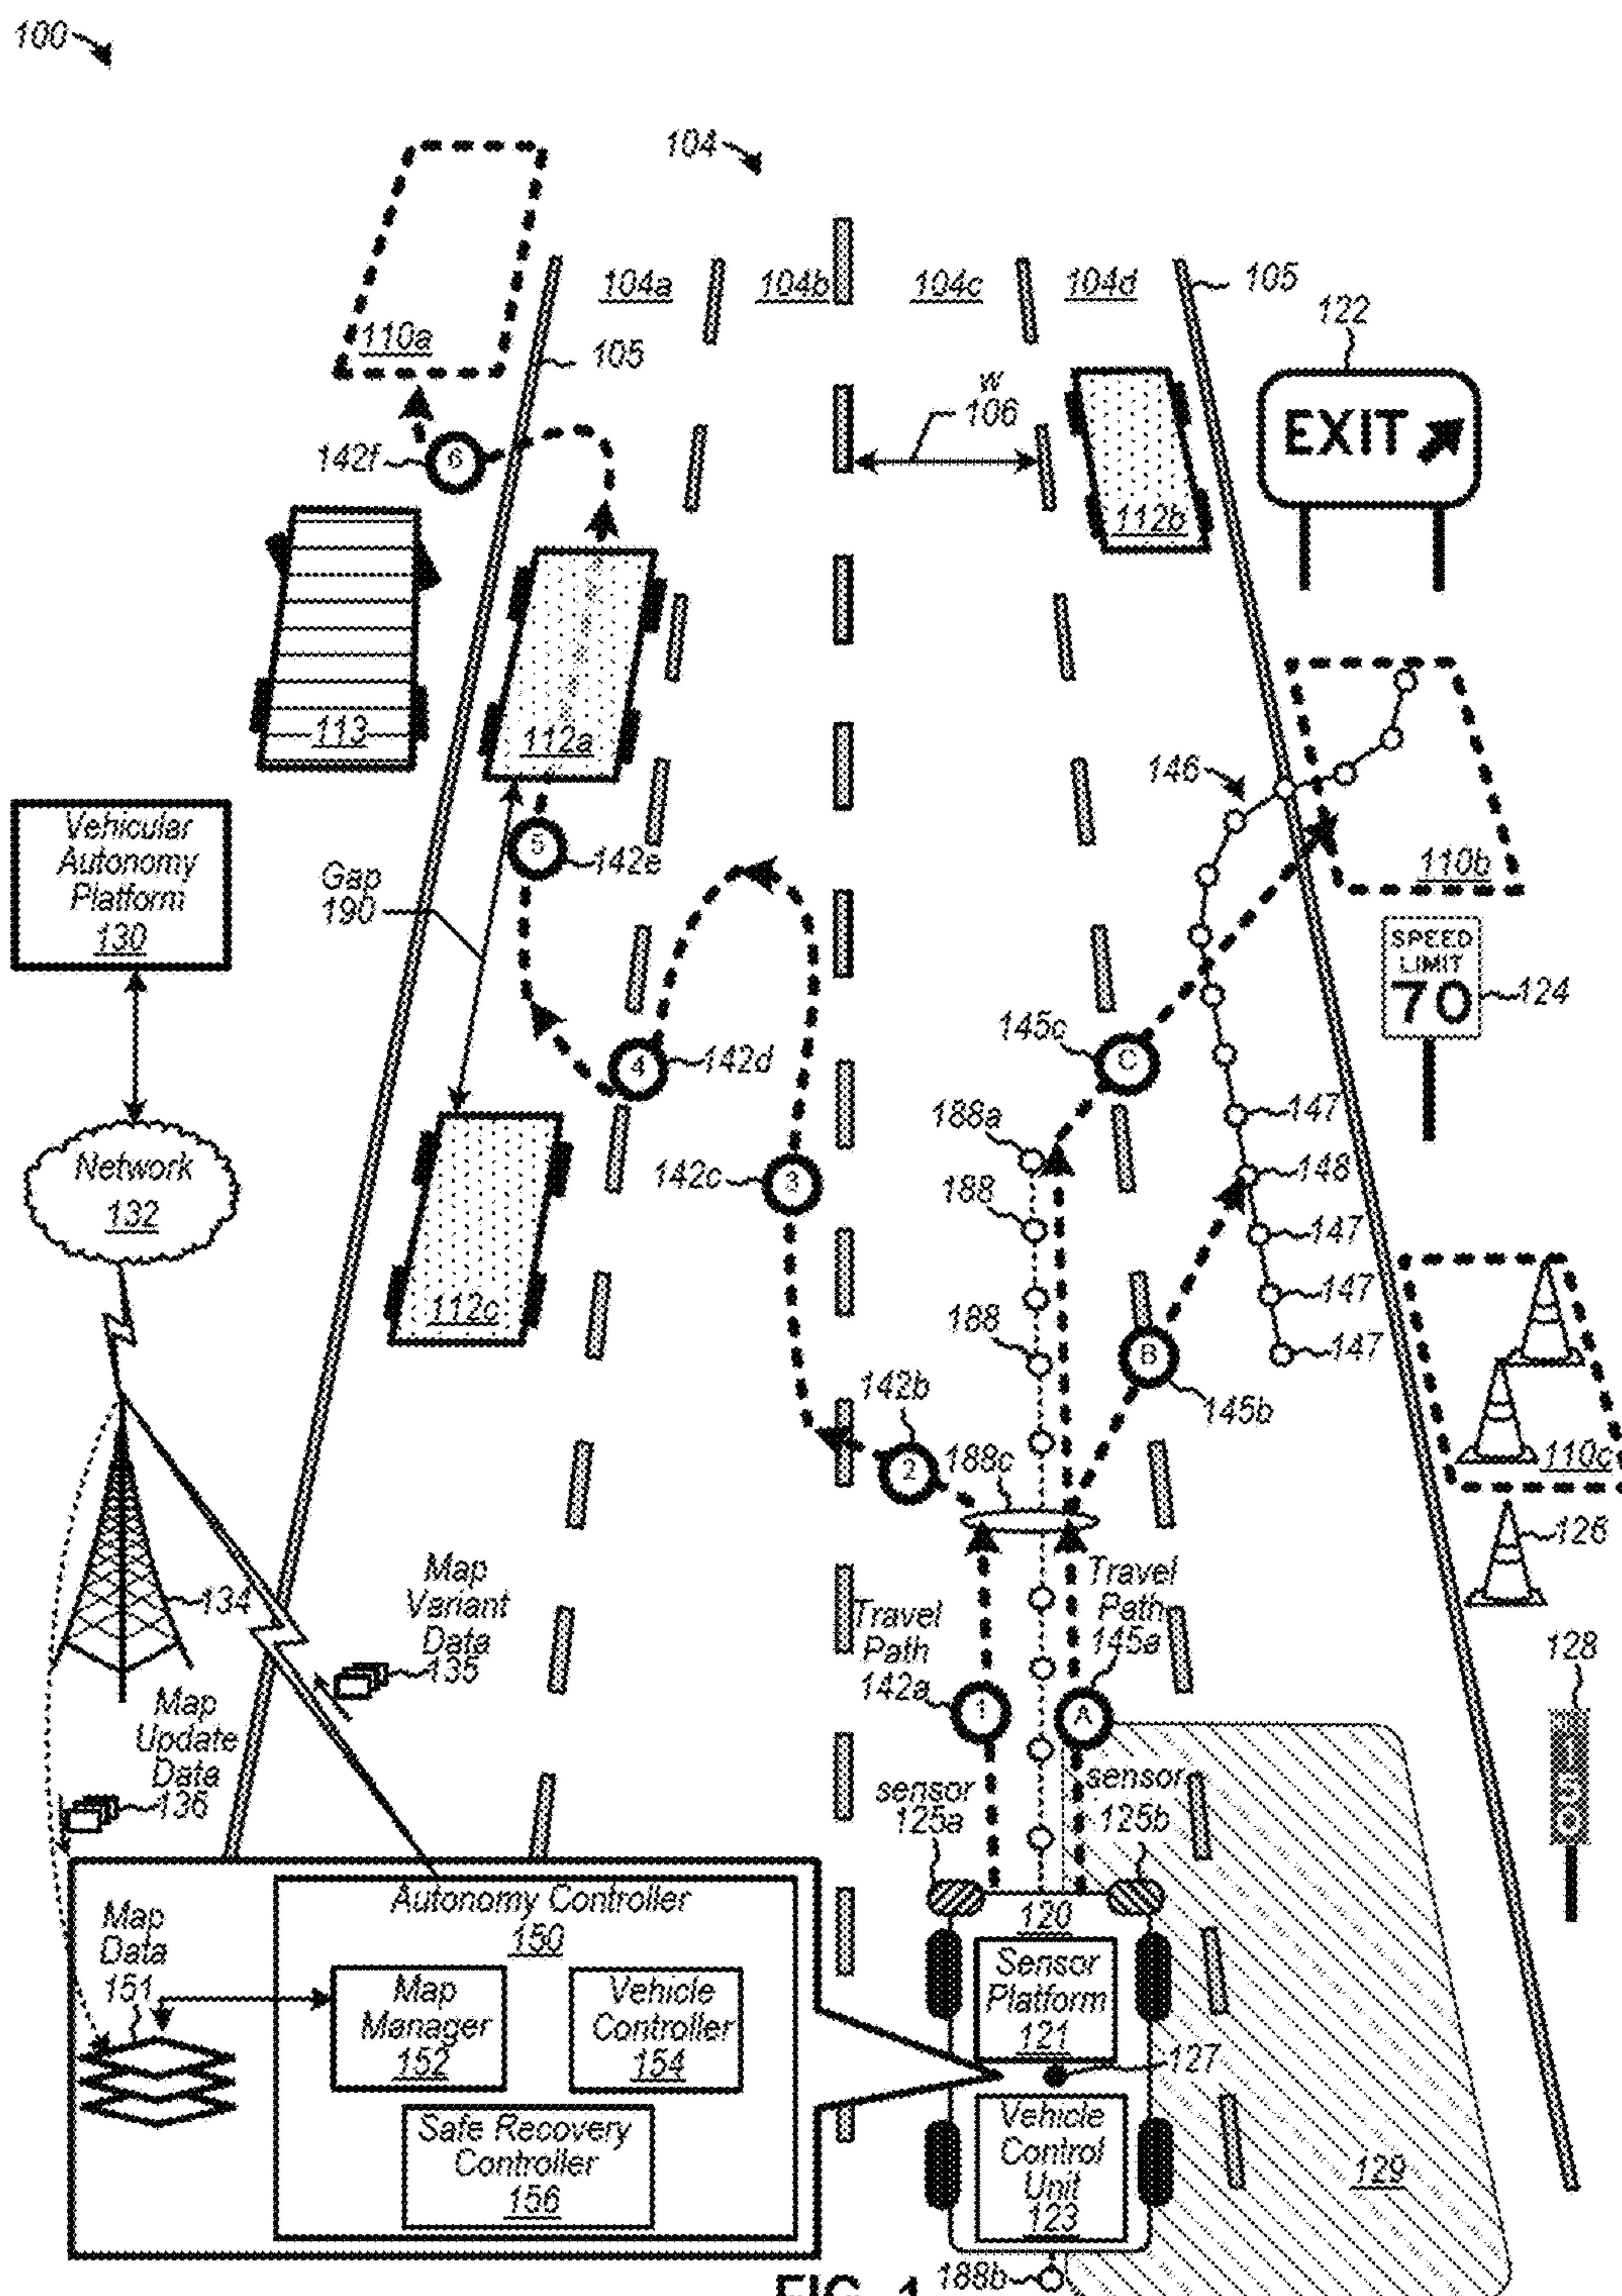 100
104
104a
104b
104c
104d
105
122
110a
105
W
106
EXIT
142f
6
112b
113
112a
146
Vehicular
Autonomy
Platform
130
5
142e
Gap
190
110b
SPEED
LIMIT
70
124
145c
C
4
142d
188a
147
Network
132
142c
3
188
148
147
112c
188
147
147
B
145b
142b
2
188c
110c
126
134
Map
Variant
Data
135
Travel
Path
142a
Travel
Path
145a
128
1
A
Map
Update
Data
136
sensor
125a
sensor
125b
Map
Data
151
Autonomy Controller
150
120
Map
Manager
152
Vehicle
Controller
154
Sensor
Platform
121
127
Safe Recovery
Controller
156
Vehicle
Control
Unit
123
129
188b
FIG. 1